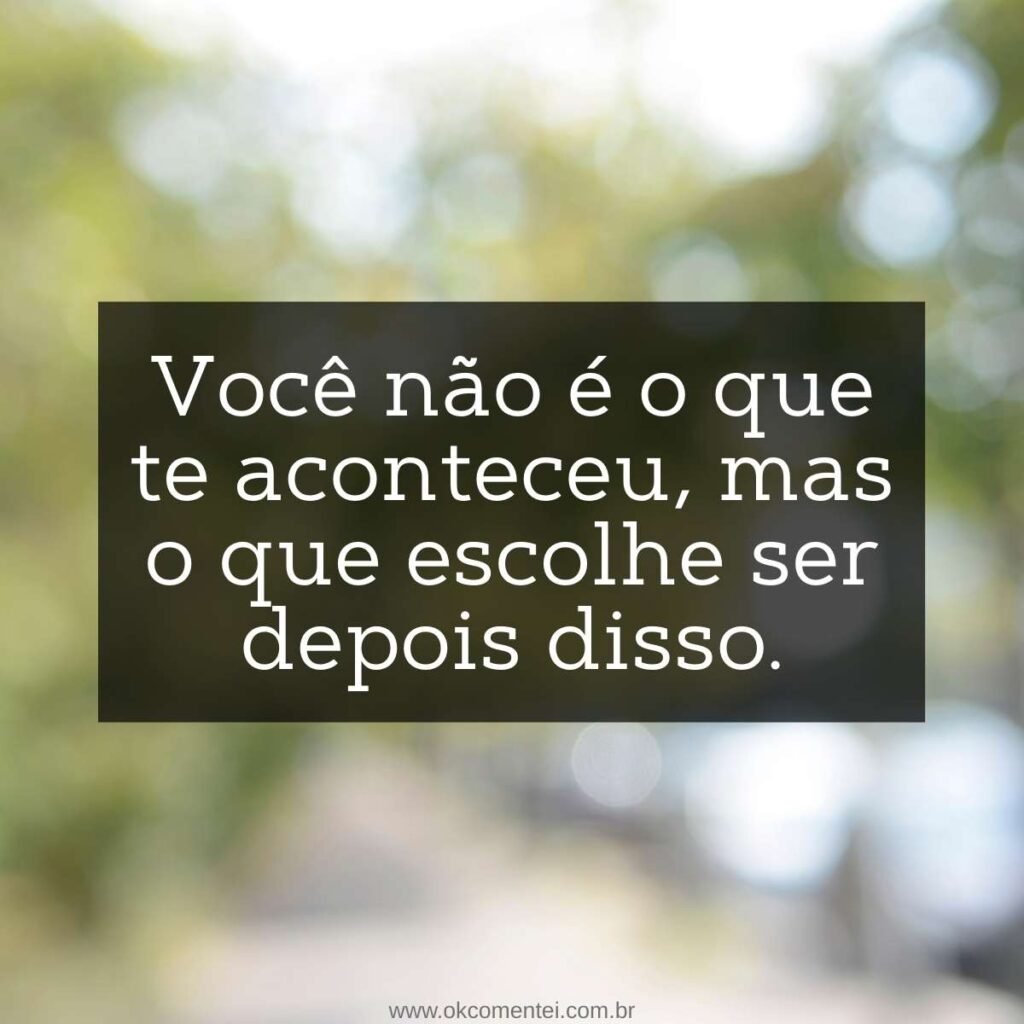 Você não é o que
te aconteceu, mas
o que escolhe ser
depois disso.
www.okcomentei.com.br